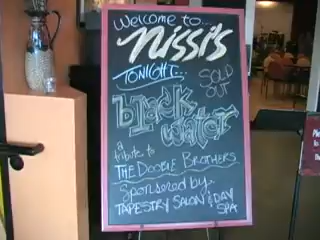 Welcome to...
Nissi's
TONIGHT...
SOLD
OUT
black
water
a
tribute to
THE DOOBIE BROTHERS
Sponsored by..
TAPESTRY SALON & DAY
SPA